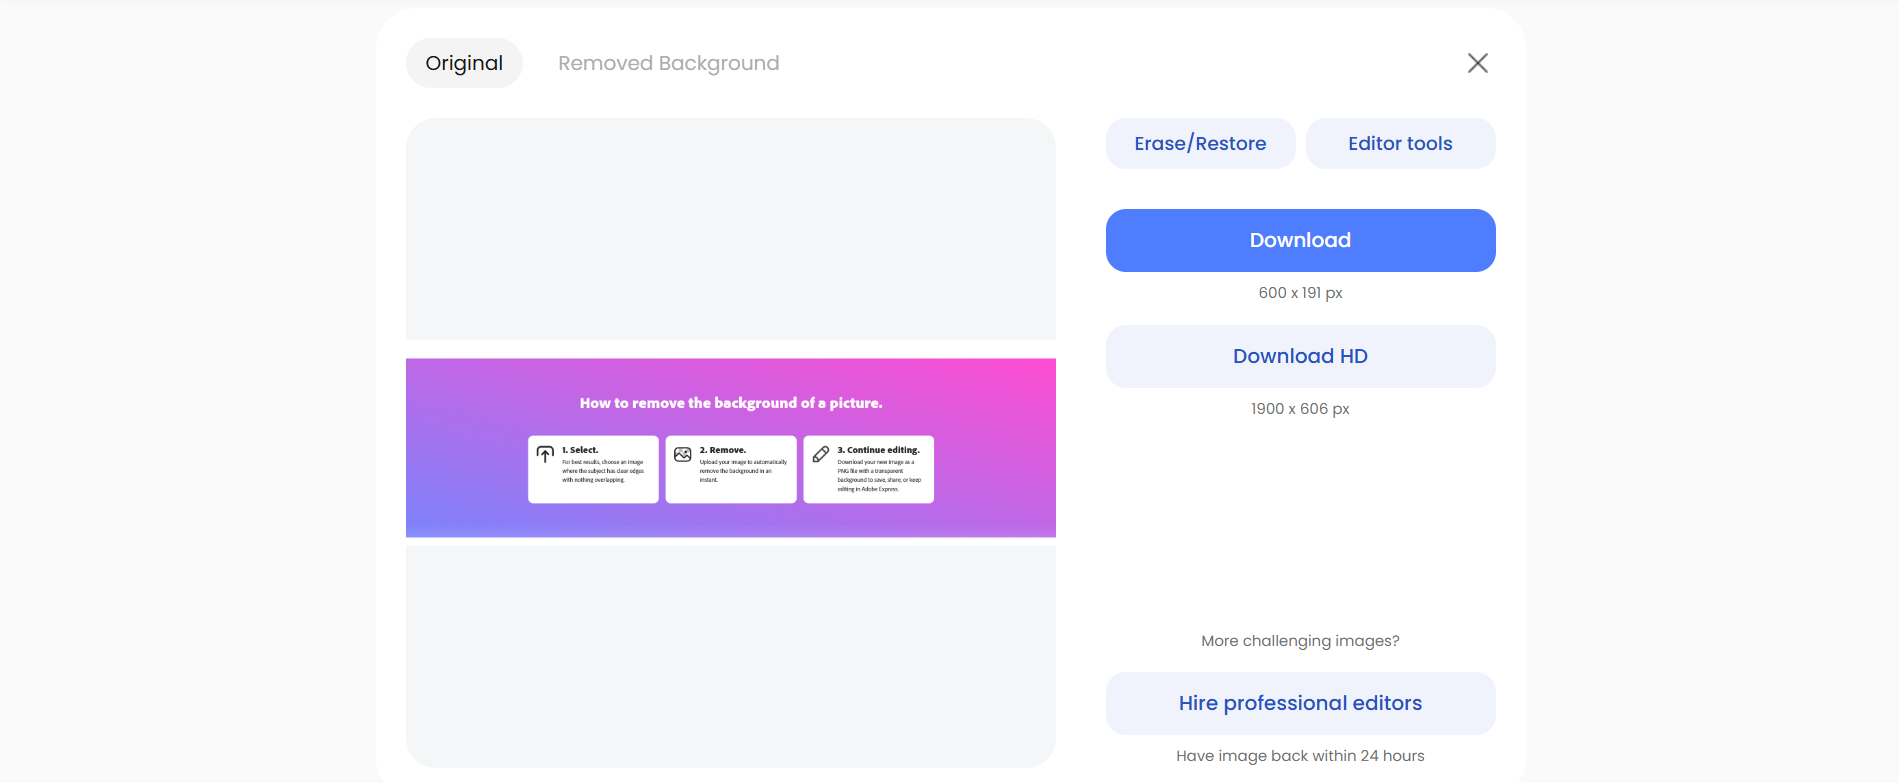 Original
Removed Background
Erase/Restore
Editor tools
Download
600 x 191 px
Download HD
1900 x 606 px
How to remove the background of a picture.
1. Select.
For best results, choose an image
where the subject has clear edges
with nothing overlapping.
2. Remove.
Upload your image to automatically
remove the background in an
instant.
3. Continue editing.
Download your new image as a
PNG file with a transparent
background to save, share, or keep
editing in Adobe Express.
More challenging images?
Hire professional editors
Have image back within 24 hours